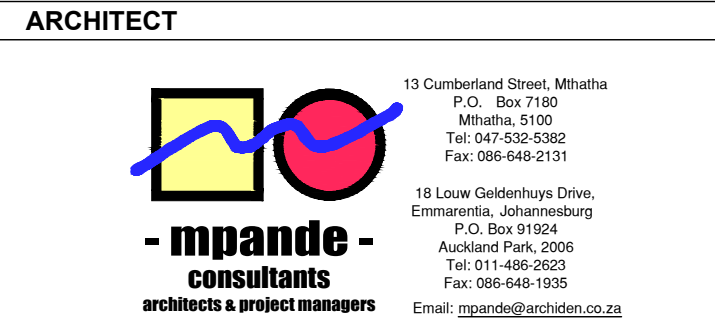 ARCHITECT
- mpande -
consultants
architects & project managers
13 Cumberland Street, Mthatha
P.O. Box 7180
Mthatha, 5100
Tel: 047-532-5382
Fax: 086-648-2131
18 Louw Geldenhuys Drive,
Emmarentia, Johannesburg
P.O. Box 91924
Auckland Park, 2006
Tel: 011-486-2623
Fax: 086-648-1935
Email: mpande@archiden.co.za